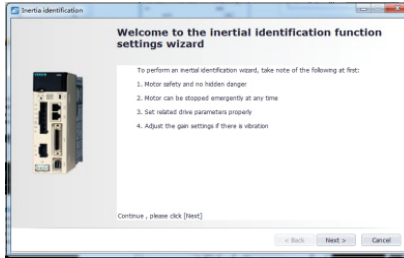 Inertia identification
Welcome to the inertial identification function
settings wizard
To perform an inertial identification wizard, take note of the following at first:
1. Motor safety and no hidden danger
2. Motor can be stopped emergently at any time
3. Set related drive parameters properly
4. Adjust the gain settings if there is vibration
Continue , please click [Next]
< Back
Next >
Cancel